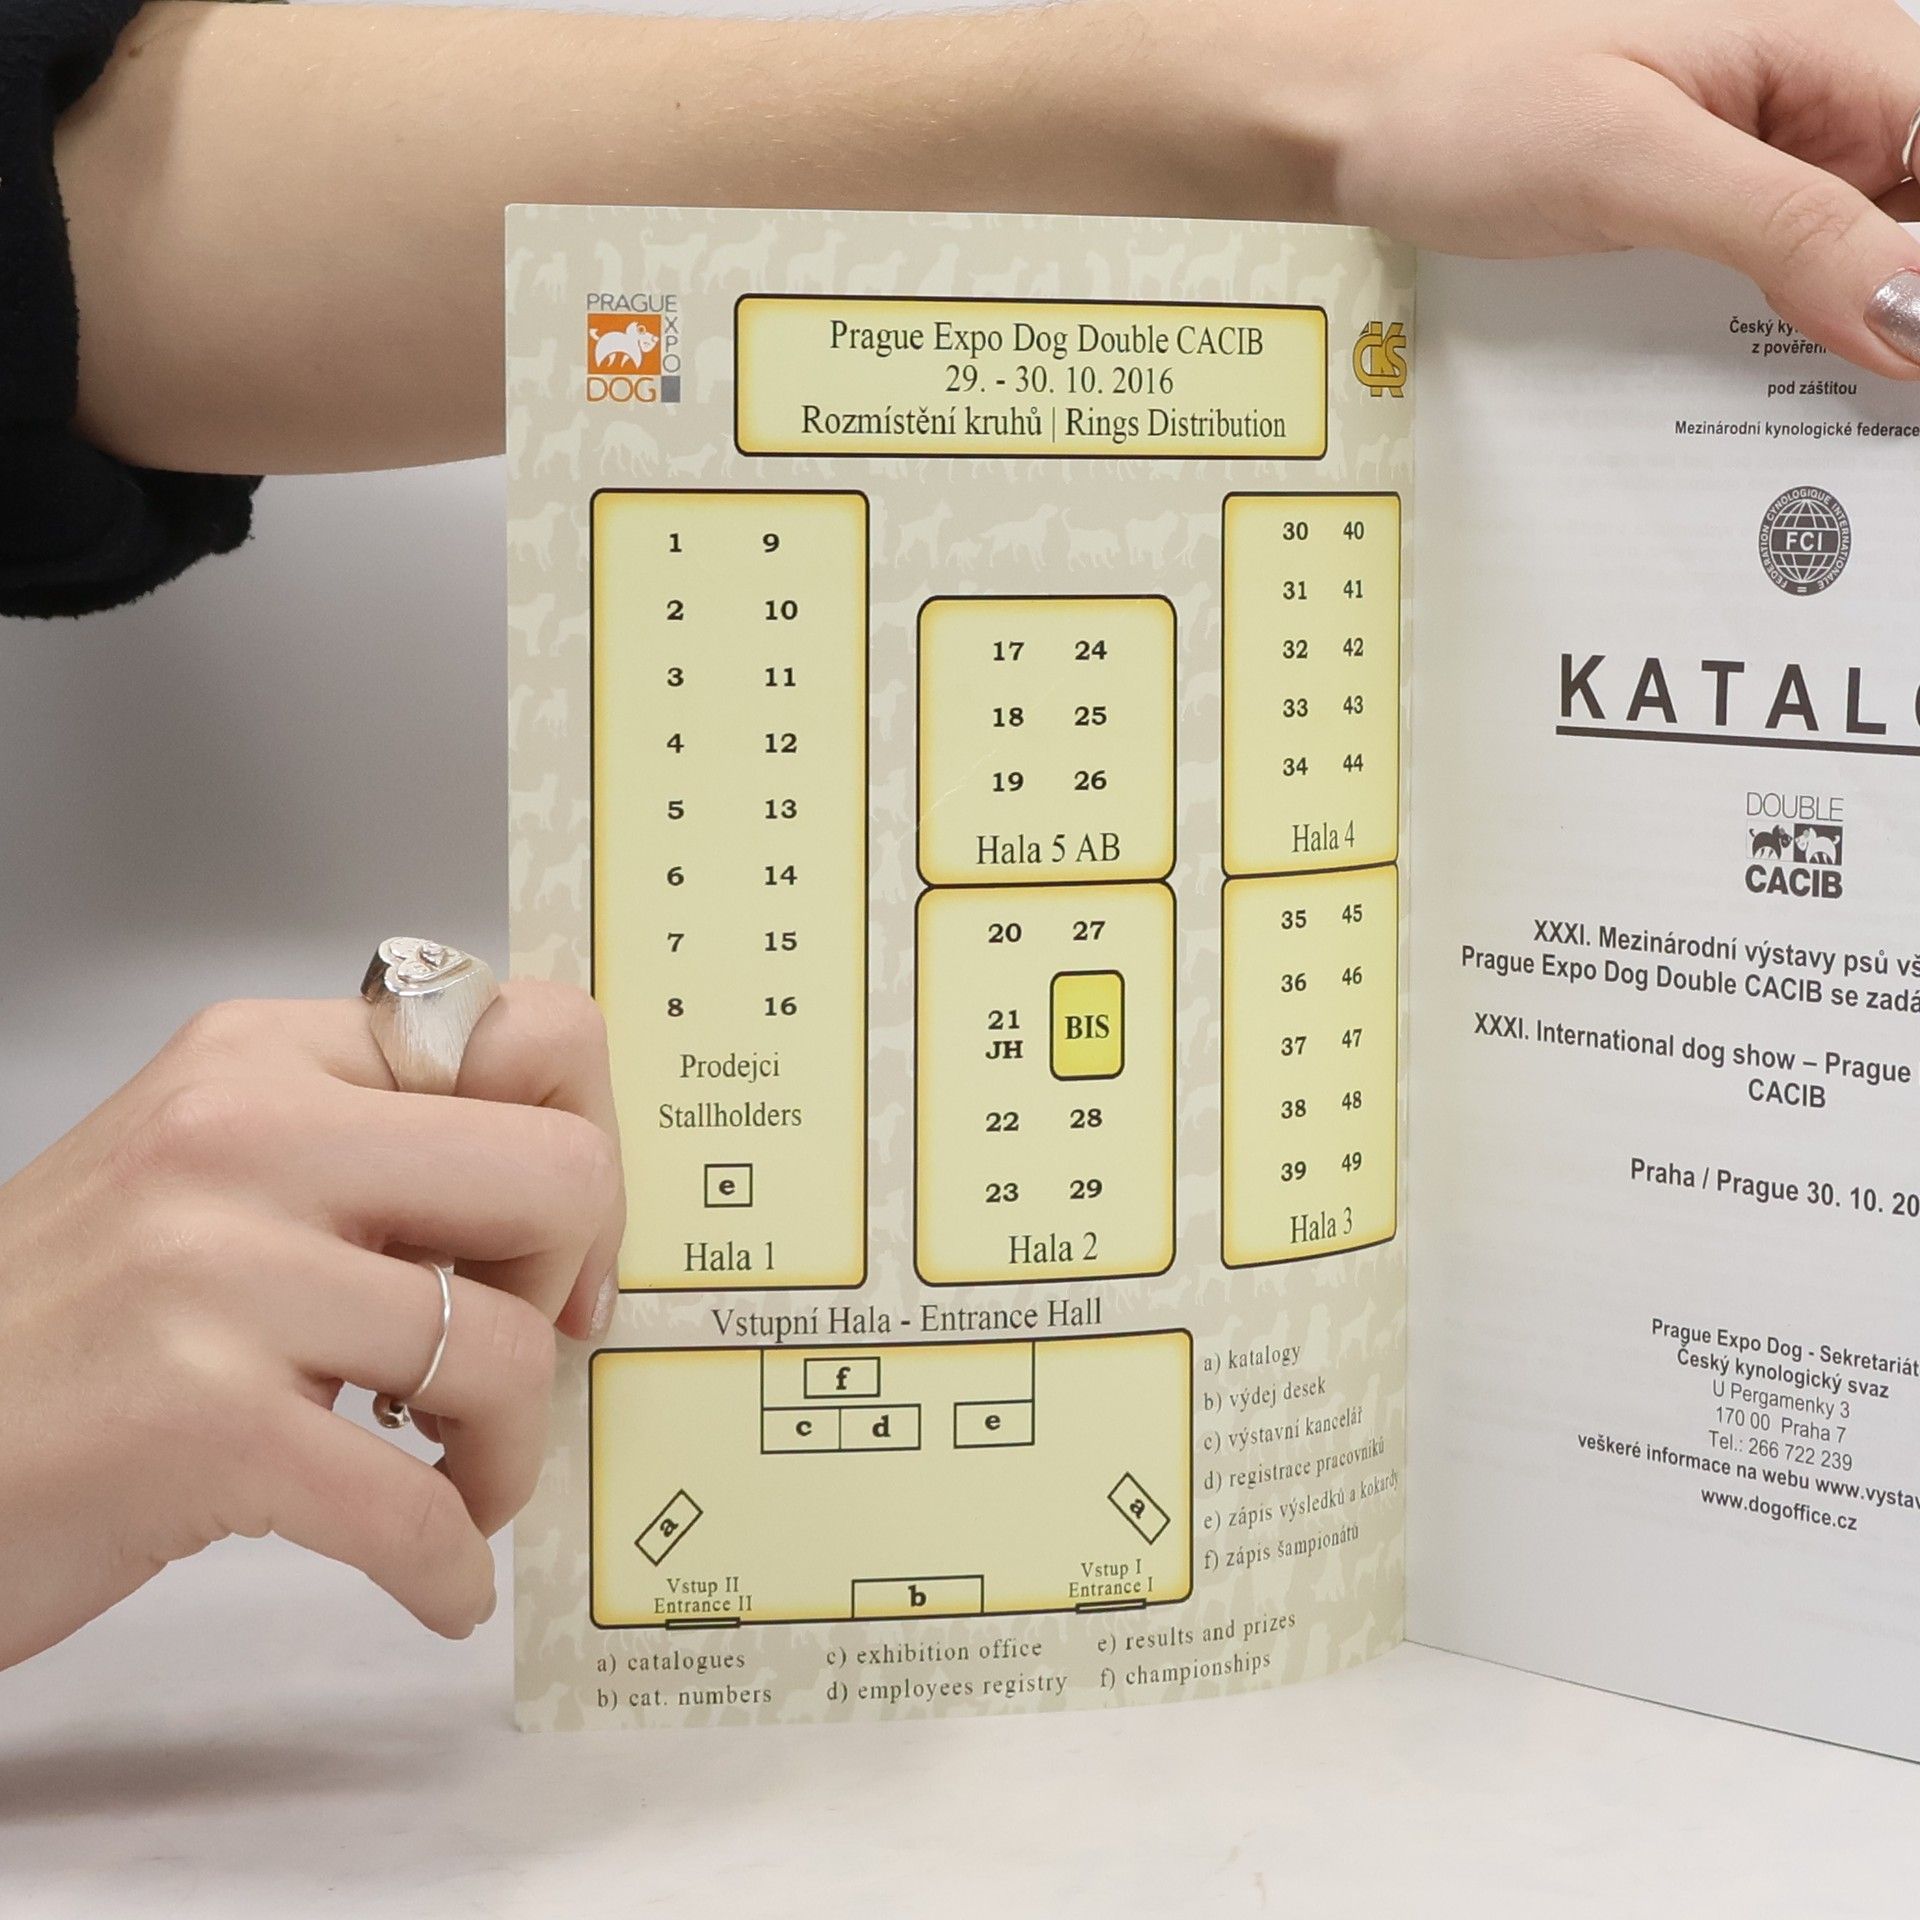 PRAGUE
EXPO
DOG
Prague Expo Dog Double CACIB
29. - 30. 10. 2016
Rozmístění kruhů | Rings Distribution
ČKS
1 9
2 10
3 11
4 12
5 13
6 14
7 15
8 16
Prodejci
Stallholders
e
Hala 1
17 24
18 25
19 26
Hala 5 AB
20 27
21
JH
BIS
22 28
23 29
Hala 2
30 40
31 41
32 42
33 43
34 44
Hala 4
35 45
36 46
37 47
38 48
39 49
Hala 3
Vstupní Hala - Entrance Hall
f
c d e
a
a
Vstup II
Entrance II
b
Vstup I
Entrance I
a) katalogy
b) výdej desek
c) výstavní kancelář
d) registrace pracovníků
e) zápis výsledků a kokardy
f) zápis šampionátů
a) catalogues
b) cat. numbers
c) exhibition office
d) employees registry
e) results and prizes
f) championships
Český
z pověření
pod záštitou
Mezinárodní kynologické federace
FEDERATION CYNOLOGIQUE INTERNATIONALE
FCI
KATAL
DOUBLE
CACIB
XXXI. Mezinárodní výstavy psů
Prague Expo Dog Double CACIB se
XXXI. International dog show – Prague
CACIB
Praha / Prague 30. 10. 20
Prague Expo Dog - Sekretariát
Český kynologický svaz
U Pergamenky 3
170 00 Praha 7
Tel.: 266 722 239
veškeré informace na webu www.vystav
www.dogoffice.cz